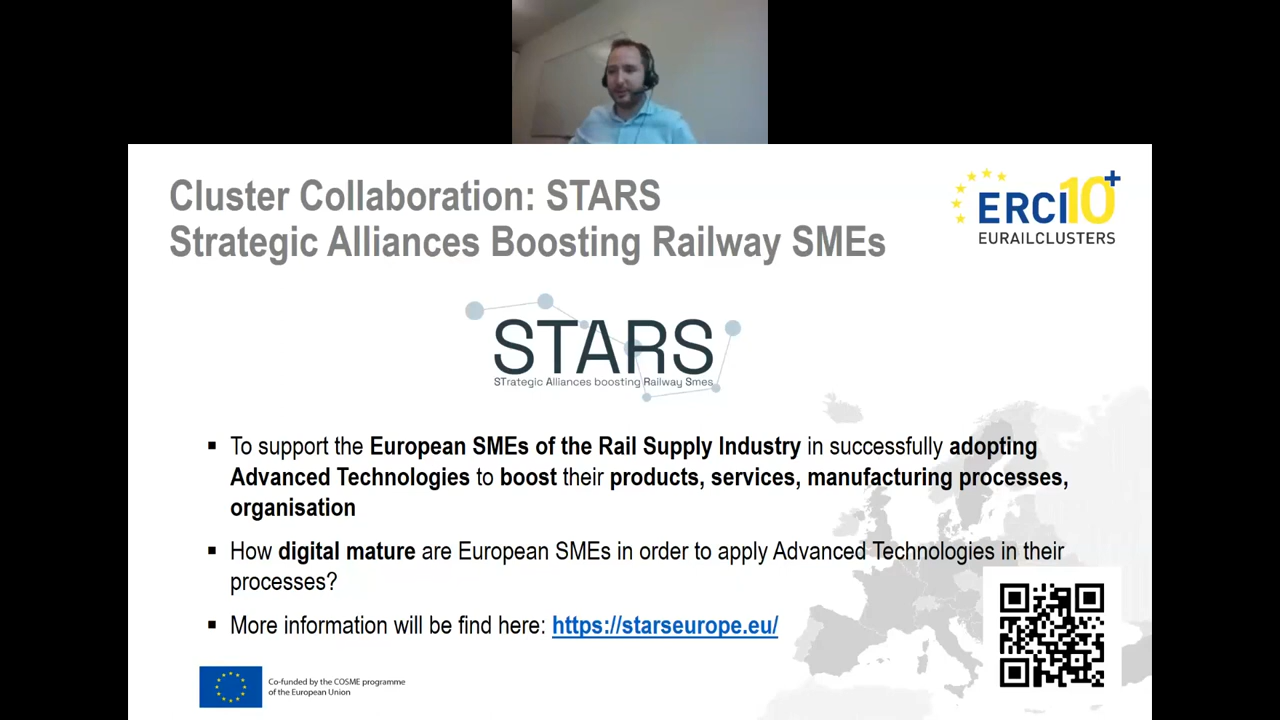 Cluster Collaboration: STARS
Strategic Alliances Boosting Railway SMEs
ERCI10+
EURAILCLUSTERS
STARS
STrategic Alliances boosting Railway Smes
To support the European SMEs of the Rail Supply Industry in successfully adopting
Advanced Technologies to boost their products, services, manufacturing processes,
organisation
How digital mature are European SMEs in order to apply Advanced Technologies in their
processes?
More information will be find here: https://starseurope.eu/
Co-funded by the COSME programme
of the European Union